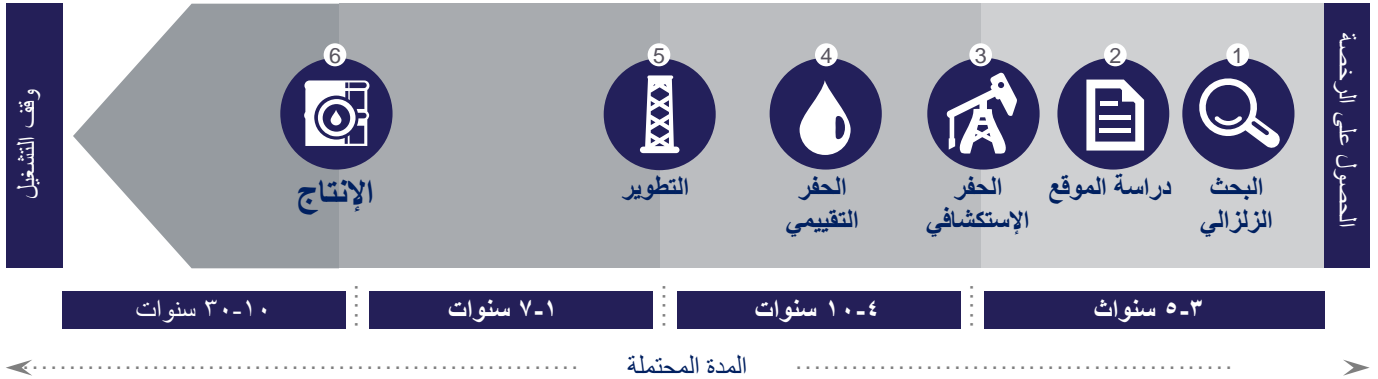 الحصول على الرخصة
1
البحث
الزلزالي
2
دراسة الموقع
3
الحفر
الإستكشافي
4
الحفر
التقييمي
5
التطوير
6
الإنتاج
وقف التشغيل
٣-٥ سنوات
٤-١٠ سنوات
١-٧ سنوات
١٠-٣٠ سنوات
المدة المحتملة